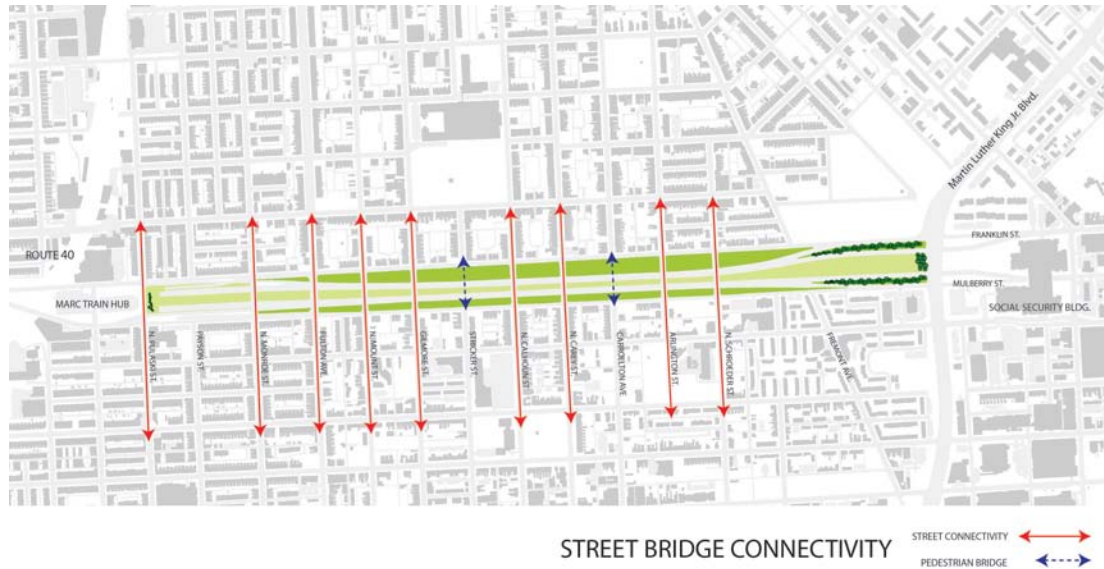 Martin Luther King Jr. Blvd.
FRANKLIN ST.
ROUTE 40
MULBERRY ST.
MARC TRAIN HUB
SOCIAL SECURITY BLDG.
N. PULASKI ST.
PAYSON ST.
N. MONROE ST.
FULTON AVE
N. MOUNT ST.
GILMORE ST.
STRICKER ST.
N. CALHOUN ST.
N. CAREY ST.
CARROLLTON AVE
ARLINGTON ST.
N. SCHROEDER ST.
FREMONT AVE.
STREET BRIDGE CONNECTIVITY
STREET CONNECTIVITY
PEDESTRIAN BRIDGE